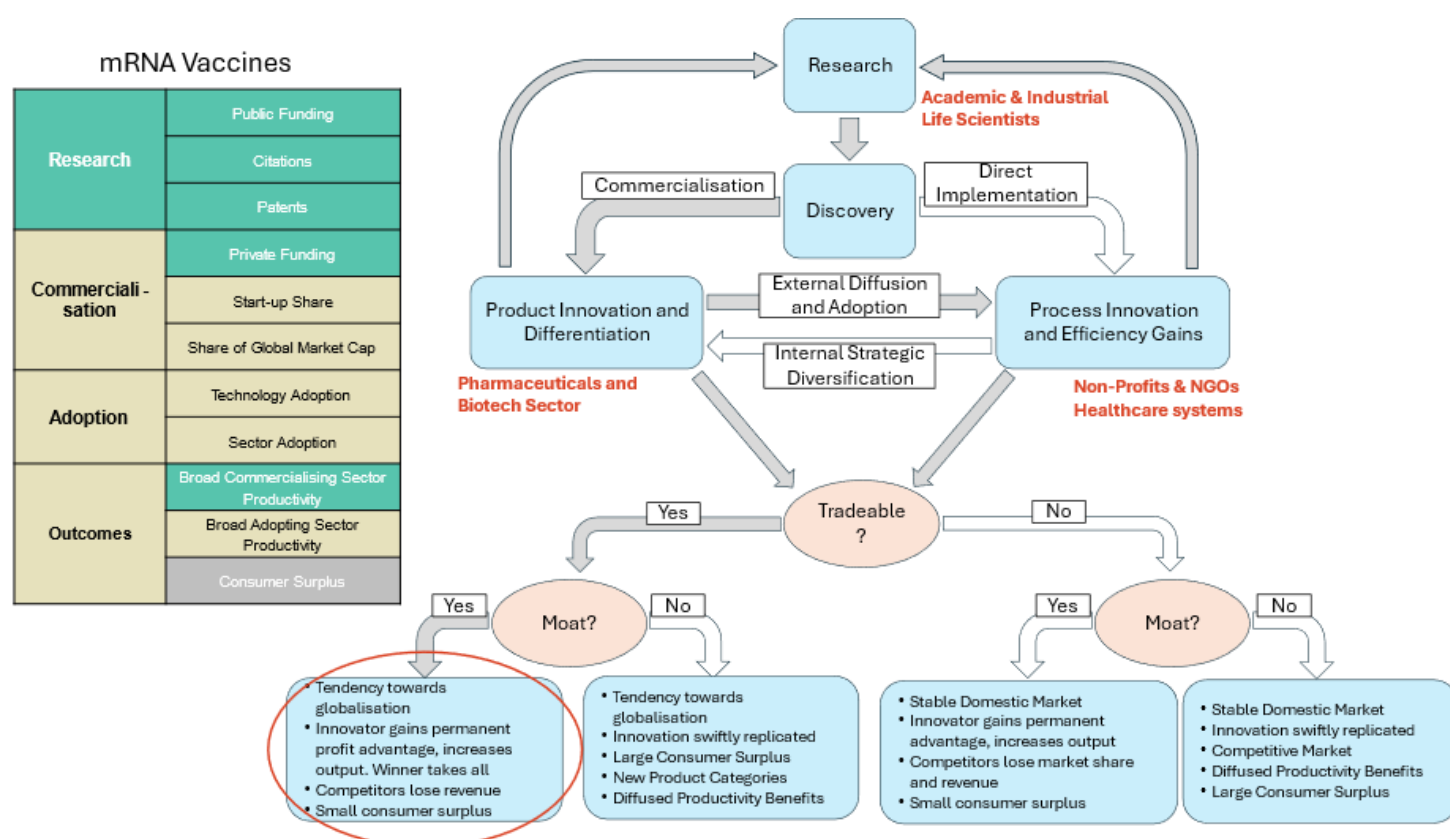 mRNA Vaccines
Research
Public Funding
Citations
Patents
Commerciali -
sation
Private Funding
Start-up Share
Share of Global Market Cap
Adoption
Technology Adoption
Sector Adoption
Outcomes
Broad Commercialising Sector
Productivity
Broad Adopting Sector
Productivity
Consumer Surplus
Research
Academic & Industrial
Life Scientists
Commercialisation
Discovery
Direct
Implementation
Product Innovation and
Differentiation
External Diffusion
and Adoption
Internal Strategic
Diversification
Process Innovation
and Efficiency Gains
Pharmaceuticals and
Biotech Sector
Non-Profits & NGOs
Healthcare systems
Yes
Tradeable
?
No
Yes
Moat?
No
Yes
Moat?
No
• Tendency towards
globalisation
• Innovator gains permanent
profit advantage, increases
output. Winner takes all
• Competitors lose revenue
• Small consumer surplus
• Tendency towards
globalisation
• Innovation swiftly replicated
• Large Consumer Surplus
• New Product Categories
• Diffused Productivity Benefits
• Stable Domestic Market
• Innovator gains permanent
advantage, increases output
• Competitors lose market share
and revenue
• Small consumer surplus
• Stable Domestic Market
• Innovation swiftly replicated
• Competitive Market
• Diffused Productivity Benefits
• Large Consumer Surplus